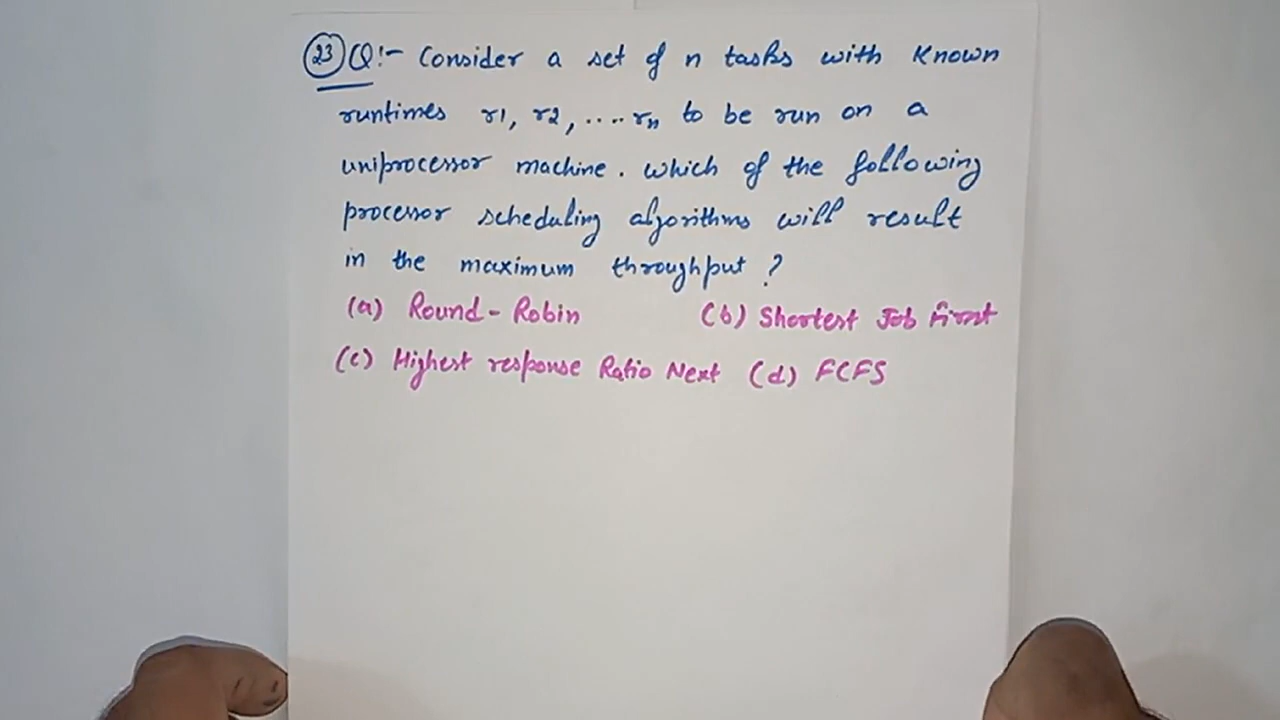 23 Q:- Consider a set of n tasks with known
runtimes r1, r2, .... rn to be run on a
uniprocessor machine. which of the following
processor scheduling algorithms will result
in the maximum throughput ?
(a) Round-Robin (b) Shortest Job First
(c) Highest response Ratio Next (d) FCFS